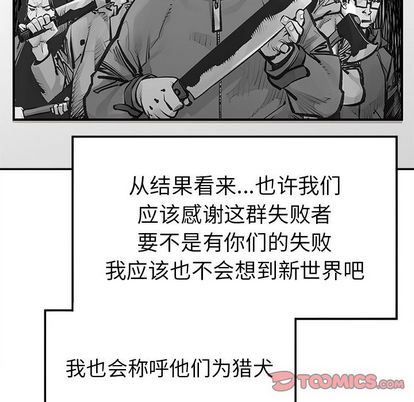 从结果看来...也许我们
应该感谢这群失败者
要不是有你们的失败
我应该也不会想到新世界吧
我也会称呼他们为猎犬
TOOMICS.COM